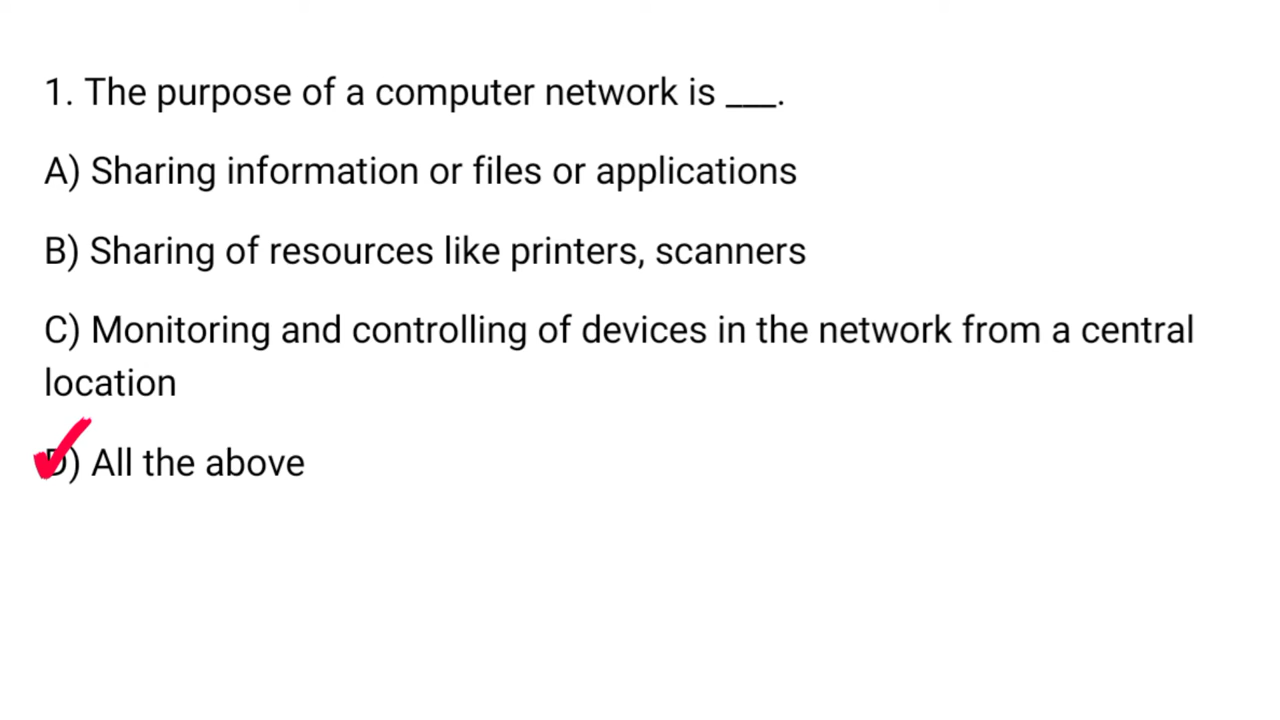 1. The purpose of a computer network is ___.
A) Sharing information or files or applications
B) Sharing of resources like printers, scanners
C) Monitoring and controlling of devices in the network from a central
location
D) All the above